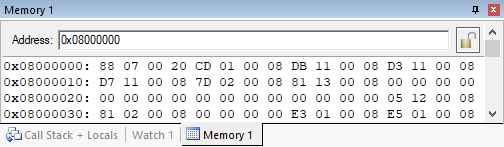 Memory 1
Address: 0x08000000
0x08000000: 88 07 00 20 CD 01 00 08 DB 11 00 08 D3 11 00 08
0x08000010: D7 11 00 08 7D 02 00 08 81 13 00 08 00 00 00 00
0x08000020: 00 00 00 00 00 00 00 00 00 00 00 00 05 12 00 08
0x08000030: 81 02 00 08 00 00 00 00 E3 01 00 08 E5 01 00 08
Call Stack + Locals Watch 1 Memory 1